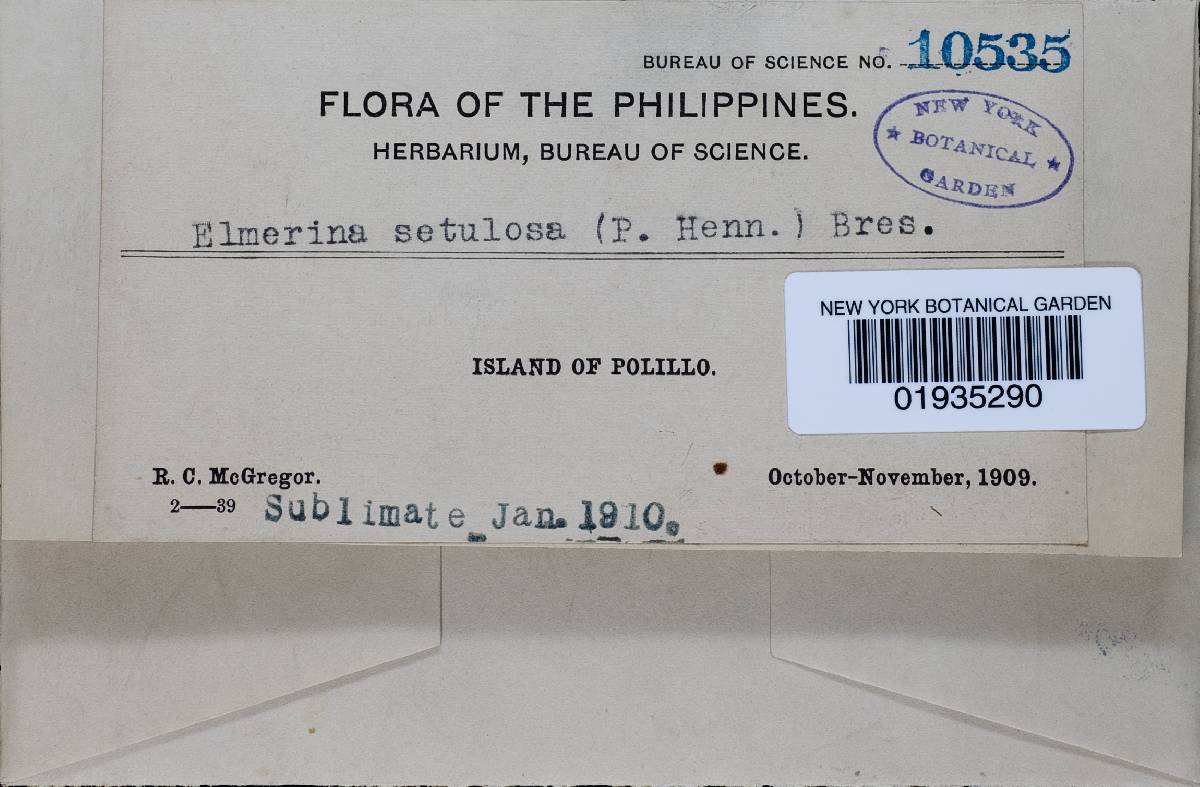 BUREAU OF SCIENCE NO. 10535
FLORA OF THE PHILIPPINES.
HERBARIUM, BUREAU OF SCIENCE.
NEW YORK
★ BOTANICAL ★
GARDEN
Elmerina setulosa (P. Henn.) Bres.
NEW YORK BOTANICAL GARDEN
01935290
ISLAND OF POLILLO.
R. C. McGregor. October-November, 1909.
2—39 Sublimate Jan. 1910.